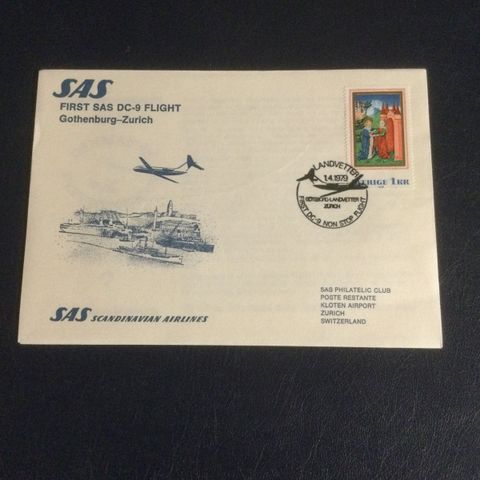 SAS
FIRST SAS DC-9 FLIGHT
Gothenburg–Zurich
SVERIGE 1 KR
LANDVETTER
1.4.1979
GÖTEBORG-LANDVETTER
ZÜRICH
FIRST DC-9 NON STOP FLIGHT
SAS PHILATELIC CLUB
POSTE RESTANTE
KLOTEN AIRPORT
ZURICH
SWITZERLAND
SAS SCANDINAVIAN AIRLINES